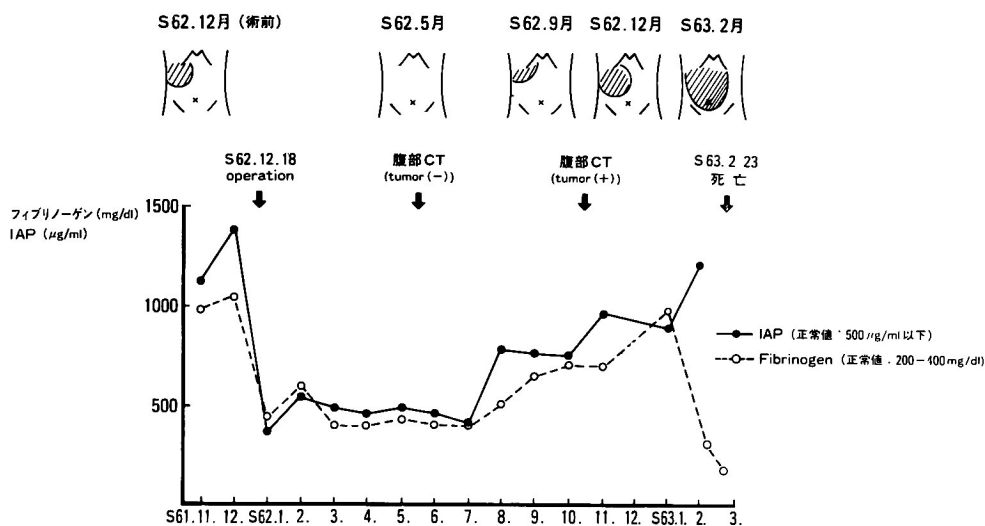 S62.12月 (術前) S62.5月 S62.9月 S62.12月 S63.2月
S62.12.18
operation
腹部CT
(tumor (−))
腹部CT
(tumor (+))
S63.2 23
死亡
フィブリノーゲン (mg/dl)
IAP (μg/ml)
1500
1000
500
IAP (正常値・500μg/ml以下)
Fibrinogen (正常値.200−400mg/dl)
S61.11. 12. S62.1. 2. 3. 4. 5. 6. 7. 8. 9. 10. 11. 12. S63.1. 2. 3.